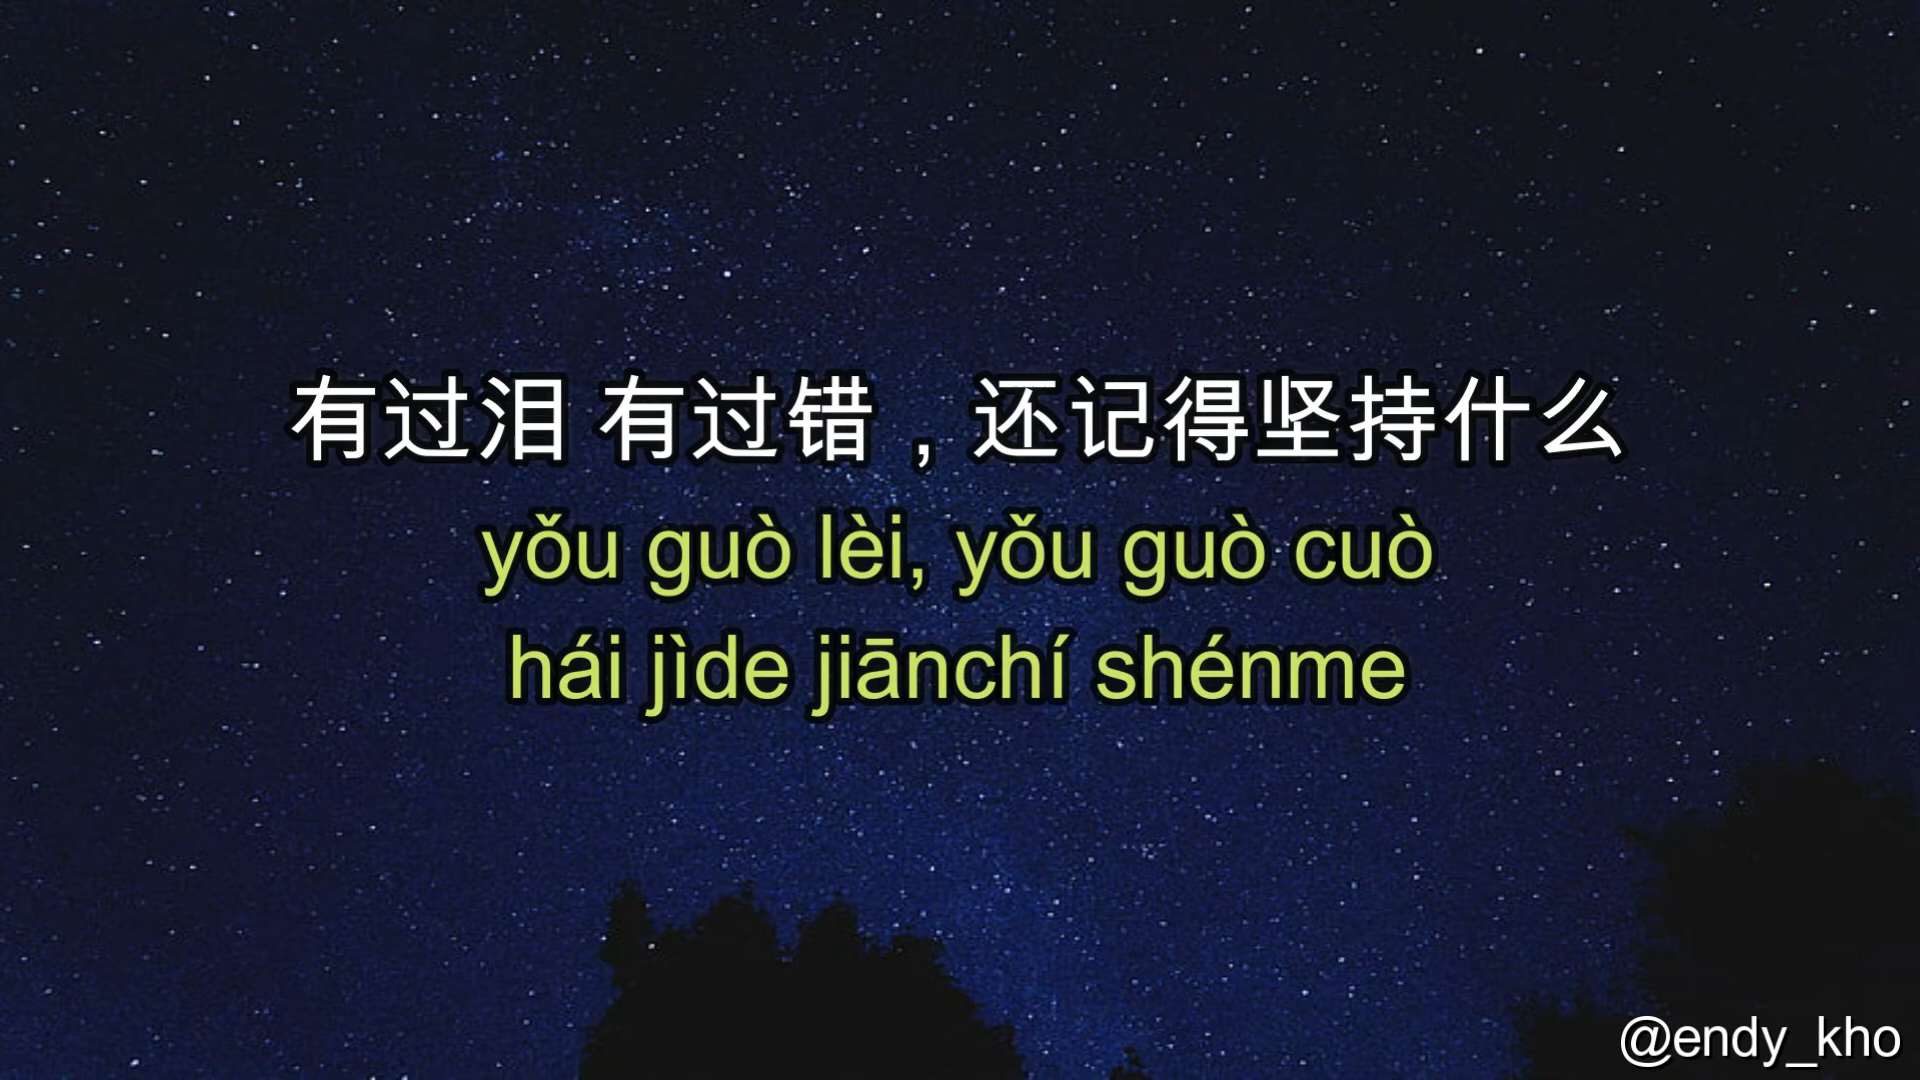 有过泪 有过错，还记得坚持什么
yǒu guò lèi, yǒu guò cuò
hái jìde jiānchí shénme
@endy_kho